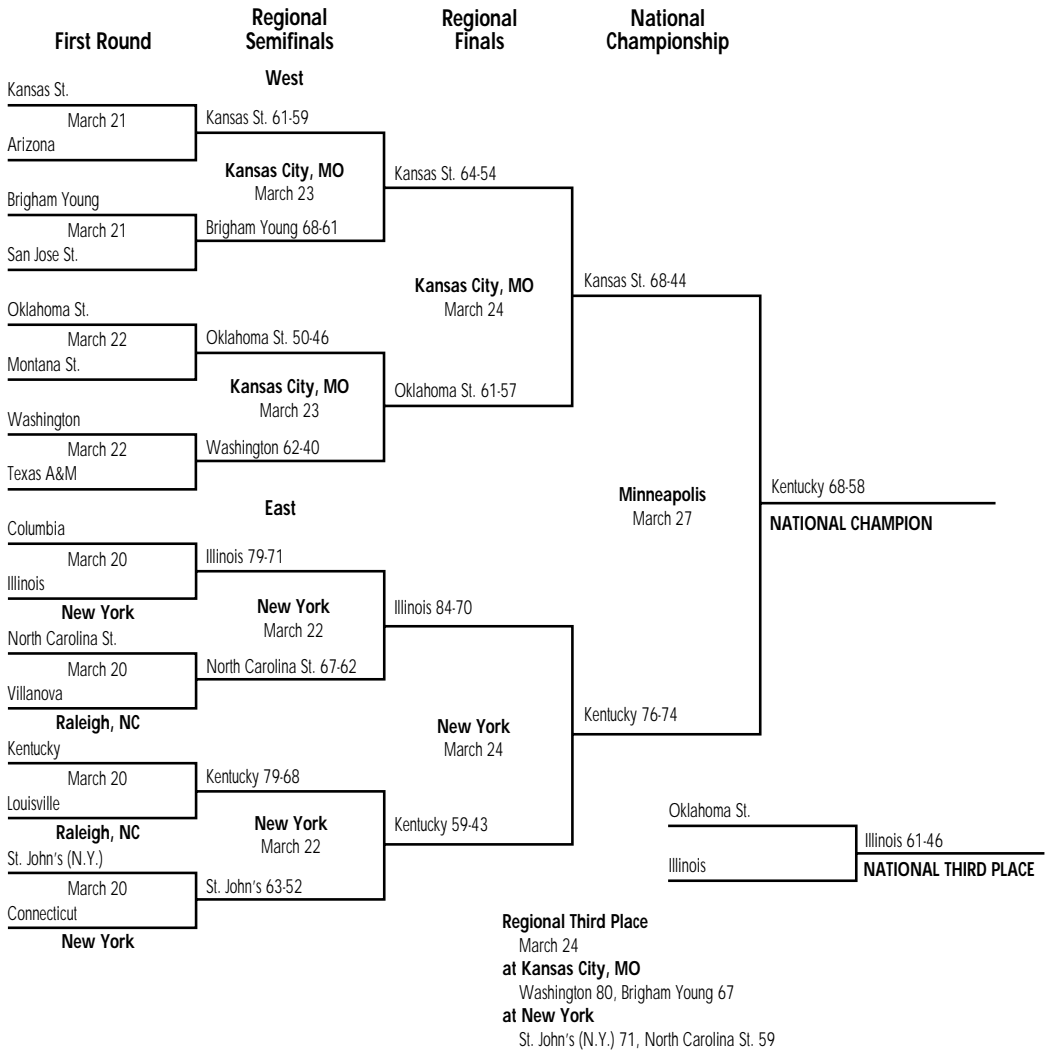 First Round
Regional
Semifinals
Regional
Finals
National
Championship
West
Kansas St.
March 21
Arizona
Kansas St. 61-59
Kansas City, MO
March 23
Brigham Young
March 21
San Jose St.
Brigham Young 68-61
Kansas St. 64-54
Kansas City, MO
March 24
Oklahoma St.
March 22
Montana St.
Oklahoma St. 50-46
Kansas City, MO
March 23
Washington
March 22
Texas A&M
Washington 62-40
Oklahoma St. 61-57
Kansas St. 68-44
Minneapolis
March 27
Kentucky 68-58
NATIONAL CHAMPION
East
Columbia
March 20
Illinois
New York
Illinois 79-71
New York
March 22
North Carolina St.
March 20
Villanova
Raleigh, NC
North Carolina St. 67-62
Illinois 84-70
New York
March 24
Kentucky
March 20
Louisville
Raleigh, NC
Kentucky 79-68
New York
March 22
St. John's (N.Y.)
March 20
Connecticut
New York
St. John's 63-52
Kentucky 59-43
Kentucky 76-74
Oklahoma St.
Illinois
Illinois 61-46
NATIONAL THIRD PLACE
Regional Third Place
March 24
at Kansas City, MO
Washington 80, Brigham Young 67
at New York
St. John's (N.Y.) 71, North Carolina St. 59